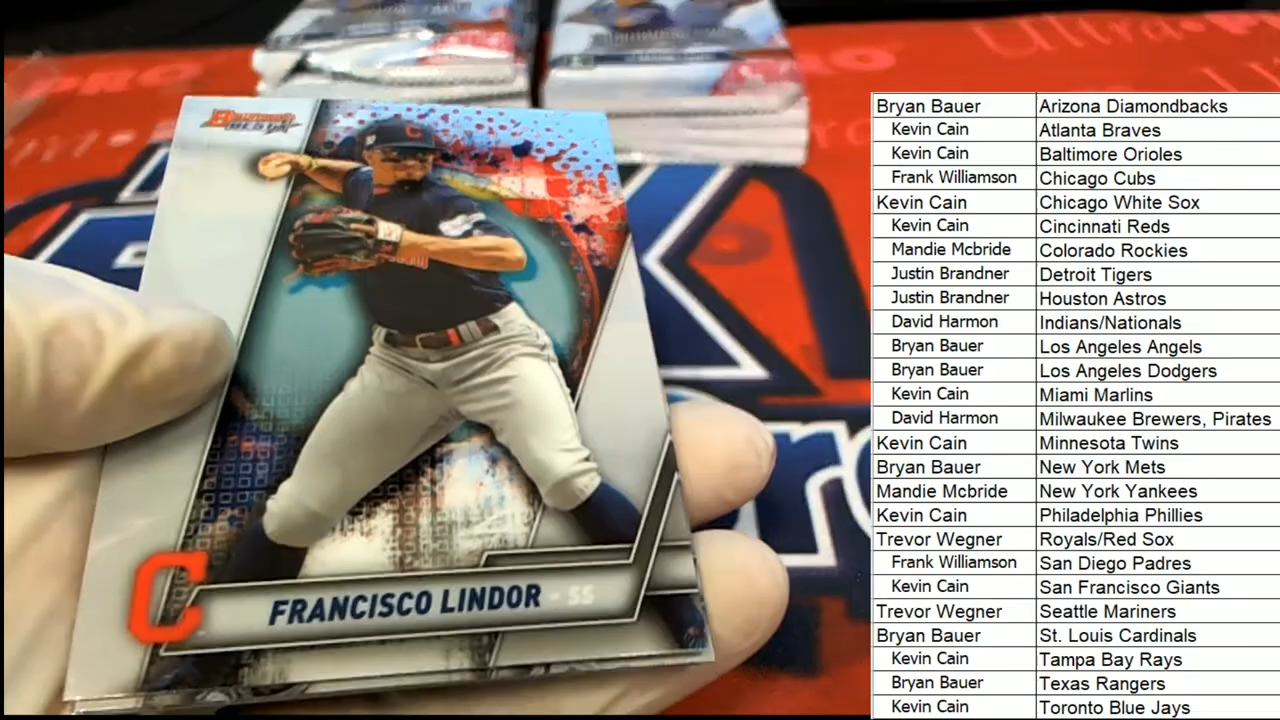 BOWMAN'S
BEST
C
C
FRANCISCO LINDOR - SS
PRO
Ultra•P
PRO
Bryan Bauer Arizona Diamondbacks
Kevin Cain Atlanta Braves
Kevin Cain Baltimore Orioles
Frank Williamson Chicago Cubs
Kevin Cain Chicago White Sox
Kevin Cain Cincinnati Reds
Mandie Mcbride Colorado Rockies
Justin Brandner Detroit Tigers
Justin Brandner Houston Astros
David Harmon Indians/Nationals
Bryan Bauer Los Angeles Angels
Bryan Bauer Los Angeles Dodgers
Kevin Cain Miami Marlins
David Harmon Milwaukee Brewers, Pirates
Kevin Cain Minnesota Twins
Bryan Bauer New York Mets
Mandie Mcbride New York Yankees
Kevin Cain Philadelphia Phillies
Trevor Wegner Royals/Red Sox
Frank Williamson San Diego Padres
Kevin Cain San Francisco Giants
Trevor Wegner Seattle Mariners
Bryan Bauer St. Louis Cardinals
Kevin Cain Tampa Bay Rays
Bryan Bauer Texas Rangers
Kevin Cain Toronto Blue Jays